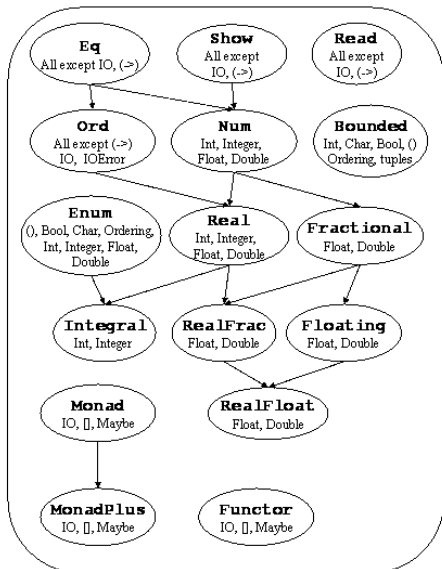 Eq
All except IO, (->)
Show
All except
IO, (->)
Read
All except
IO, (->)
Ord
All except (->)
IO, IOError
Num
Int, Integer,
Float, Double
Bounded
Int, Char, Bool, ()
Ordering, tuples
Enum
(), Bool, Char, Ordering,
Int, Integer, Float,
Double
Real
Int, Integer,
Float, Double
Fractional
Float, Double
Integral
Int, Integer
RealFrac
Float, Double
Floating
Float, Double
Monad
IO, [], Maybe
RealFloat
Float, Double
MonadPlus
IO, [], Maybe
Functor
IO, [], Maybe